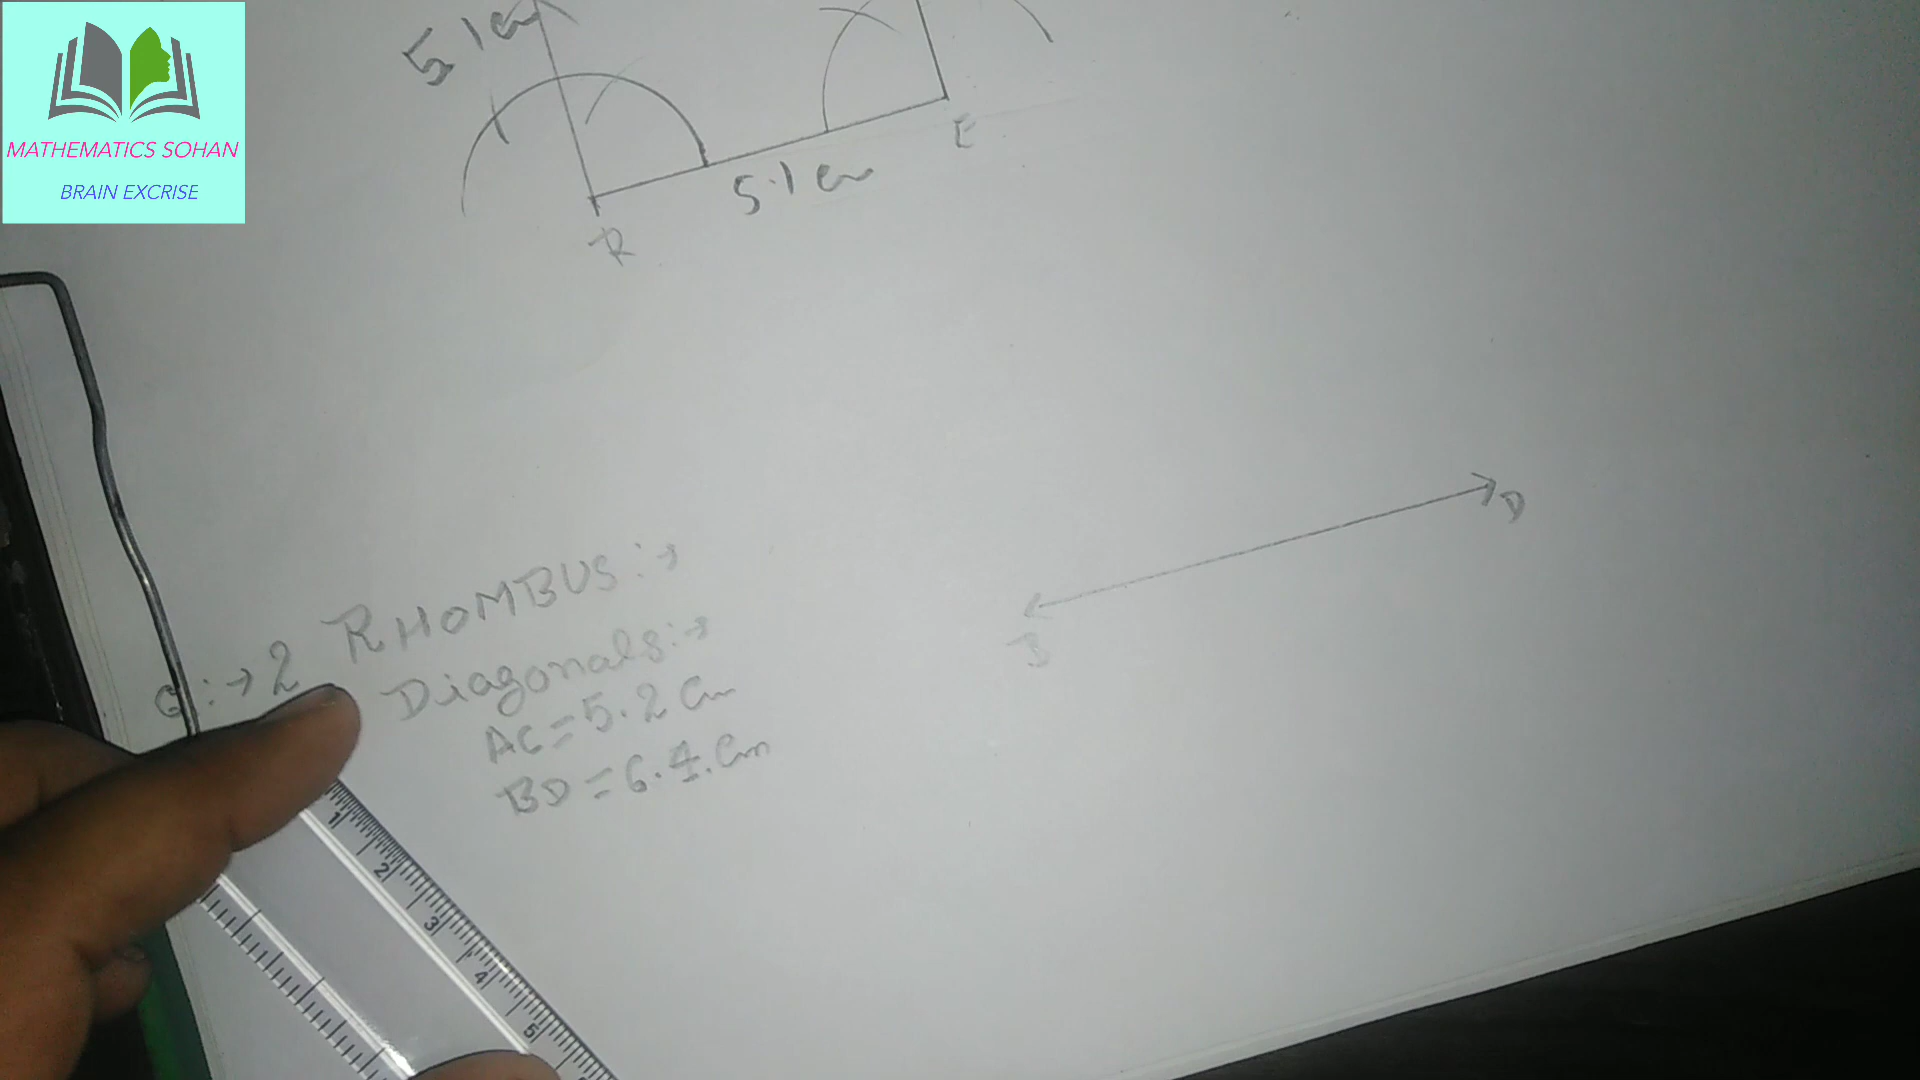 MATHEMATICS SOHAN
BRAIN EXCRISE
5.1 cm
E
5.1 cm
R
D
B
Q:→2 RHOMBUS:→
Diagonals:→
AC=5.2 cm
BD=6.4.cm
1
2
3
4
5